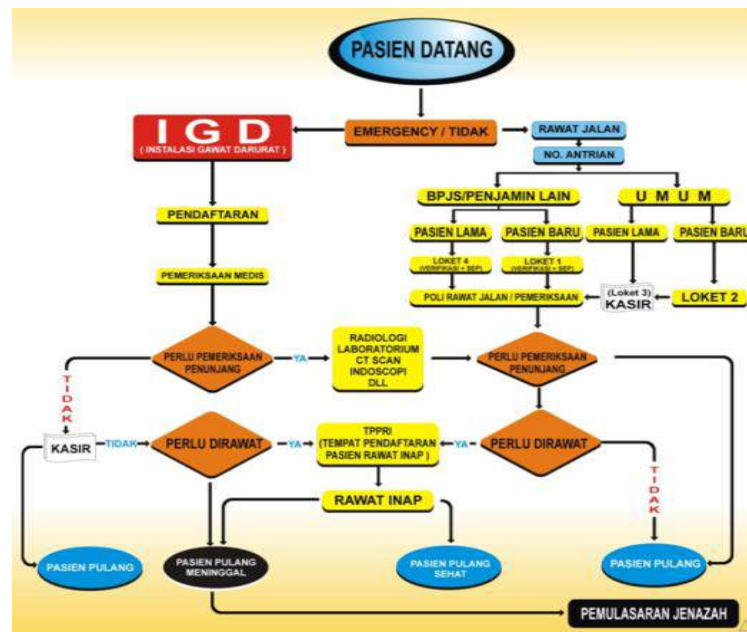 PASIEN DATANG
I G D
( INSTALASI GAWAT DARURAT )
EMERGENCY / TIDAK
RAWAT JALAN
NO. ANTRIAN
BPJS/PENJAMIN LAIN
U M U M
PENDAFTARAN
PASIEN LAMA
PASIEN BARU
PASIEN LAMA
PASIEN BARU
LOKET 4
(VERIFIKASI + SEP)
LOKET 1
(VERIFIKASI + SEP)
PEMERIKSAAN MEDIS
POLI RAWAT JALAN / PEMERIKSAAN
(Loket 3)
KASIR
LOKET 2
PERLU PEMERIKSAAN
PENUNJANG
YA
RADIOLOGI
LABORATORIUM
CT SCAN
INDOSCOPI
DLL
PERLU PEMERIKSAAN
PENUNJANG
TIDAK
KASIR
TIDAK
PERLU DIRAWAT
YA
TPPRI
(TEMPAT PENDAFTARAN
PASIEN RAWAT INAP )
YA
PERLU DIRAWAT
TIDAK
RAWAT INAP
PASIEN PULANG
PASIEN PULANG
MENINGGAL
PASIEN PULANG
SEHAT
PASIEN PULANG
PEMULASARAN JENAZAH